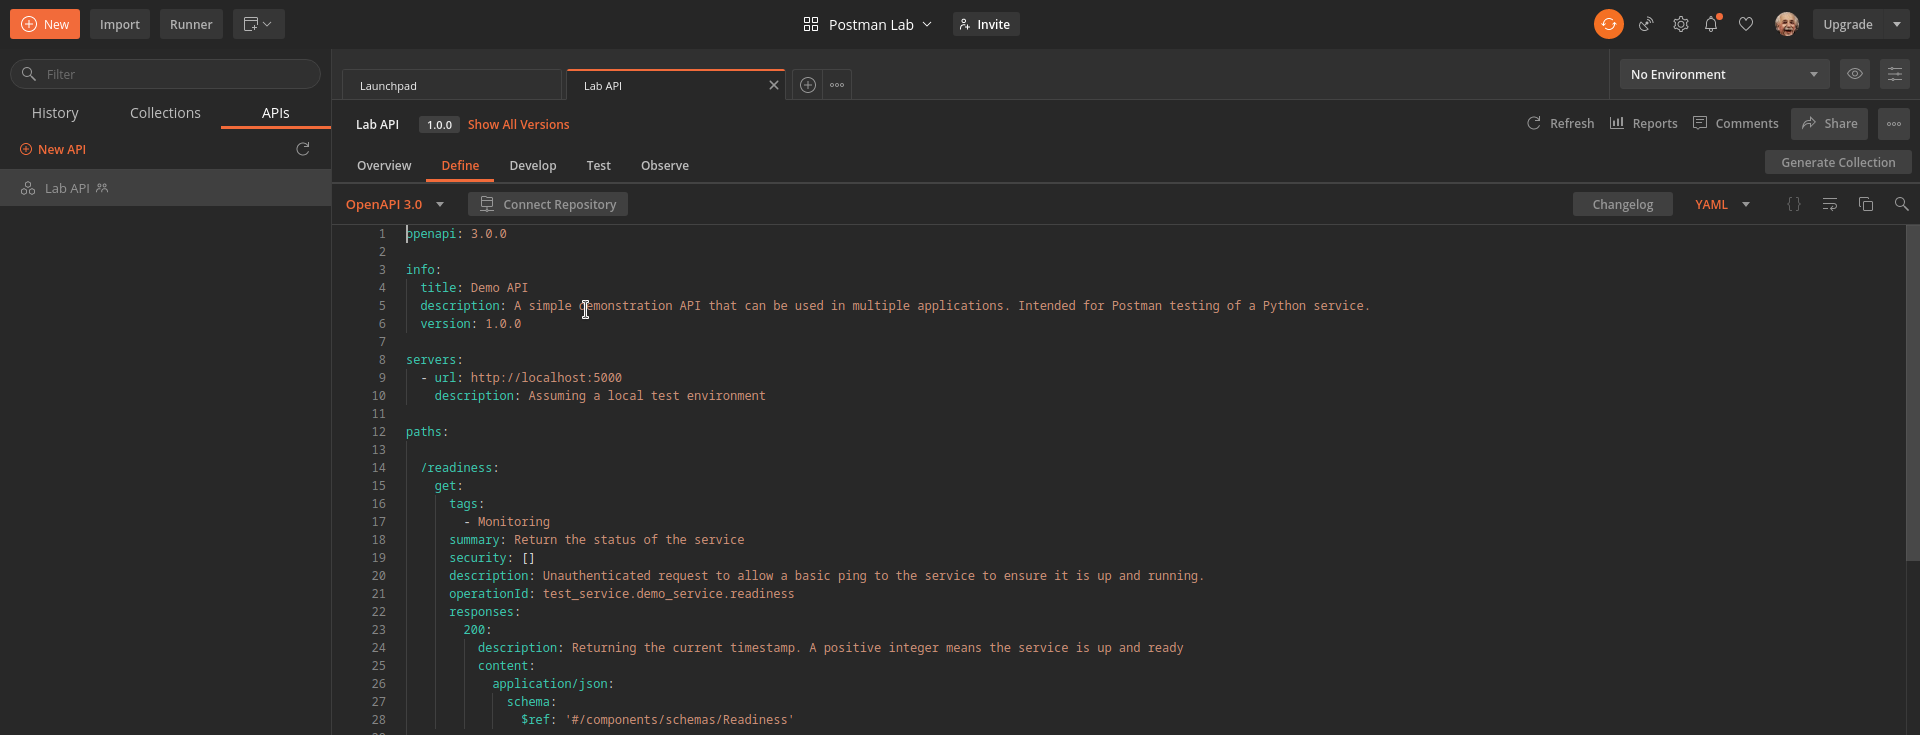 New Import Runner Postman Lab Invite Upgrade
Filter
History Collections APIs
New API
Lab API
Launchpad Lab API No Environment
Lab API 1.0.0 Show All Versions Refresh Reports Comments Share
Overview Define Develop Test Observe Generate Collection
OpenAPI 3.0 Connect Repository Changelog YAML {}
1 openapi: 3.0.0
2
3 info:
4 title: Demo API
5 description: A simple demonstration API that can be used in multiple applications. Intended for Postman testing of a Python service.
6 version: 1.0.0
7
8 servers:
9 - url: http://localhost:5000
10 description: Assuming a local test environment
11
12 paths:
13
14 /readiness:
15 get:
16 tags:
17 - Monitoring
18 summary: Return the status of the service
19 security: []
20 description: Unauthenticated request to allow a basic ping to the service to ensure it is up and running.
21 operationId: test_service.demo_service.readiness
22 responses:
23 200:
24 description: Returning the current timestamp. A positive integer means the service is up and ready
25 content:
26 application/json:
27 schema:
28 $ref: '#/components/schemas/Readiness'